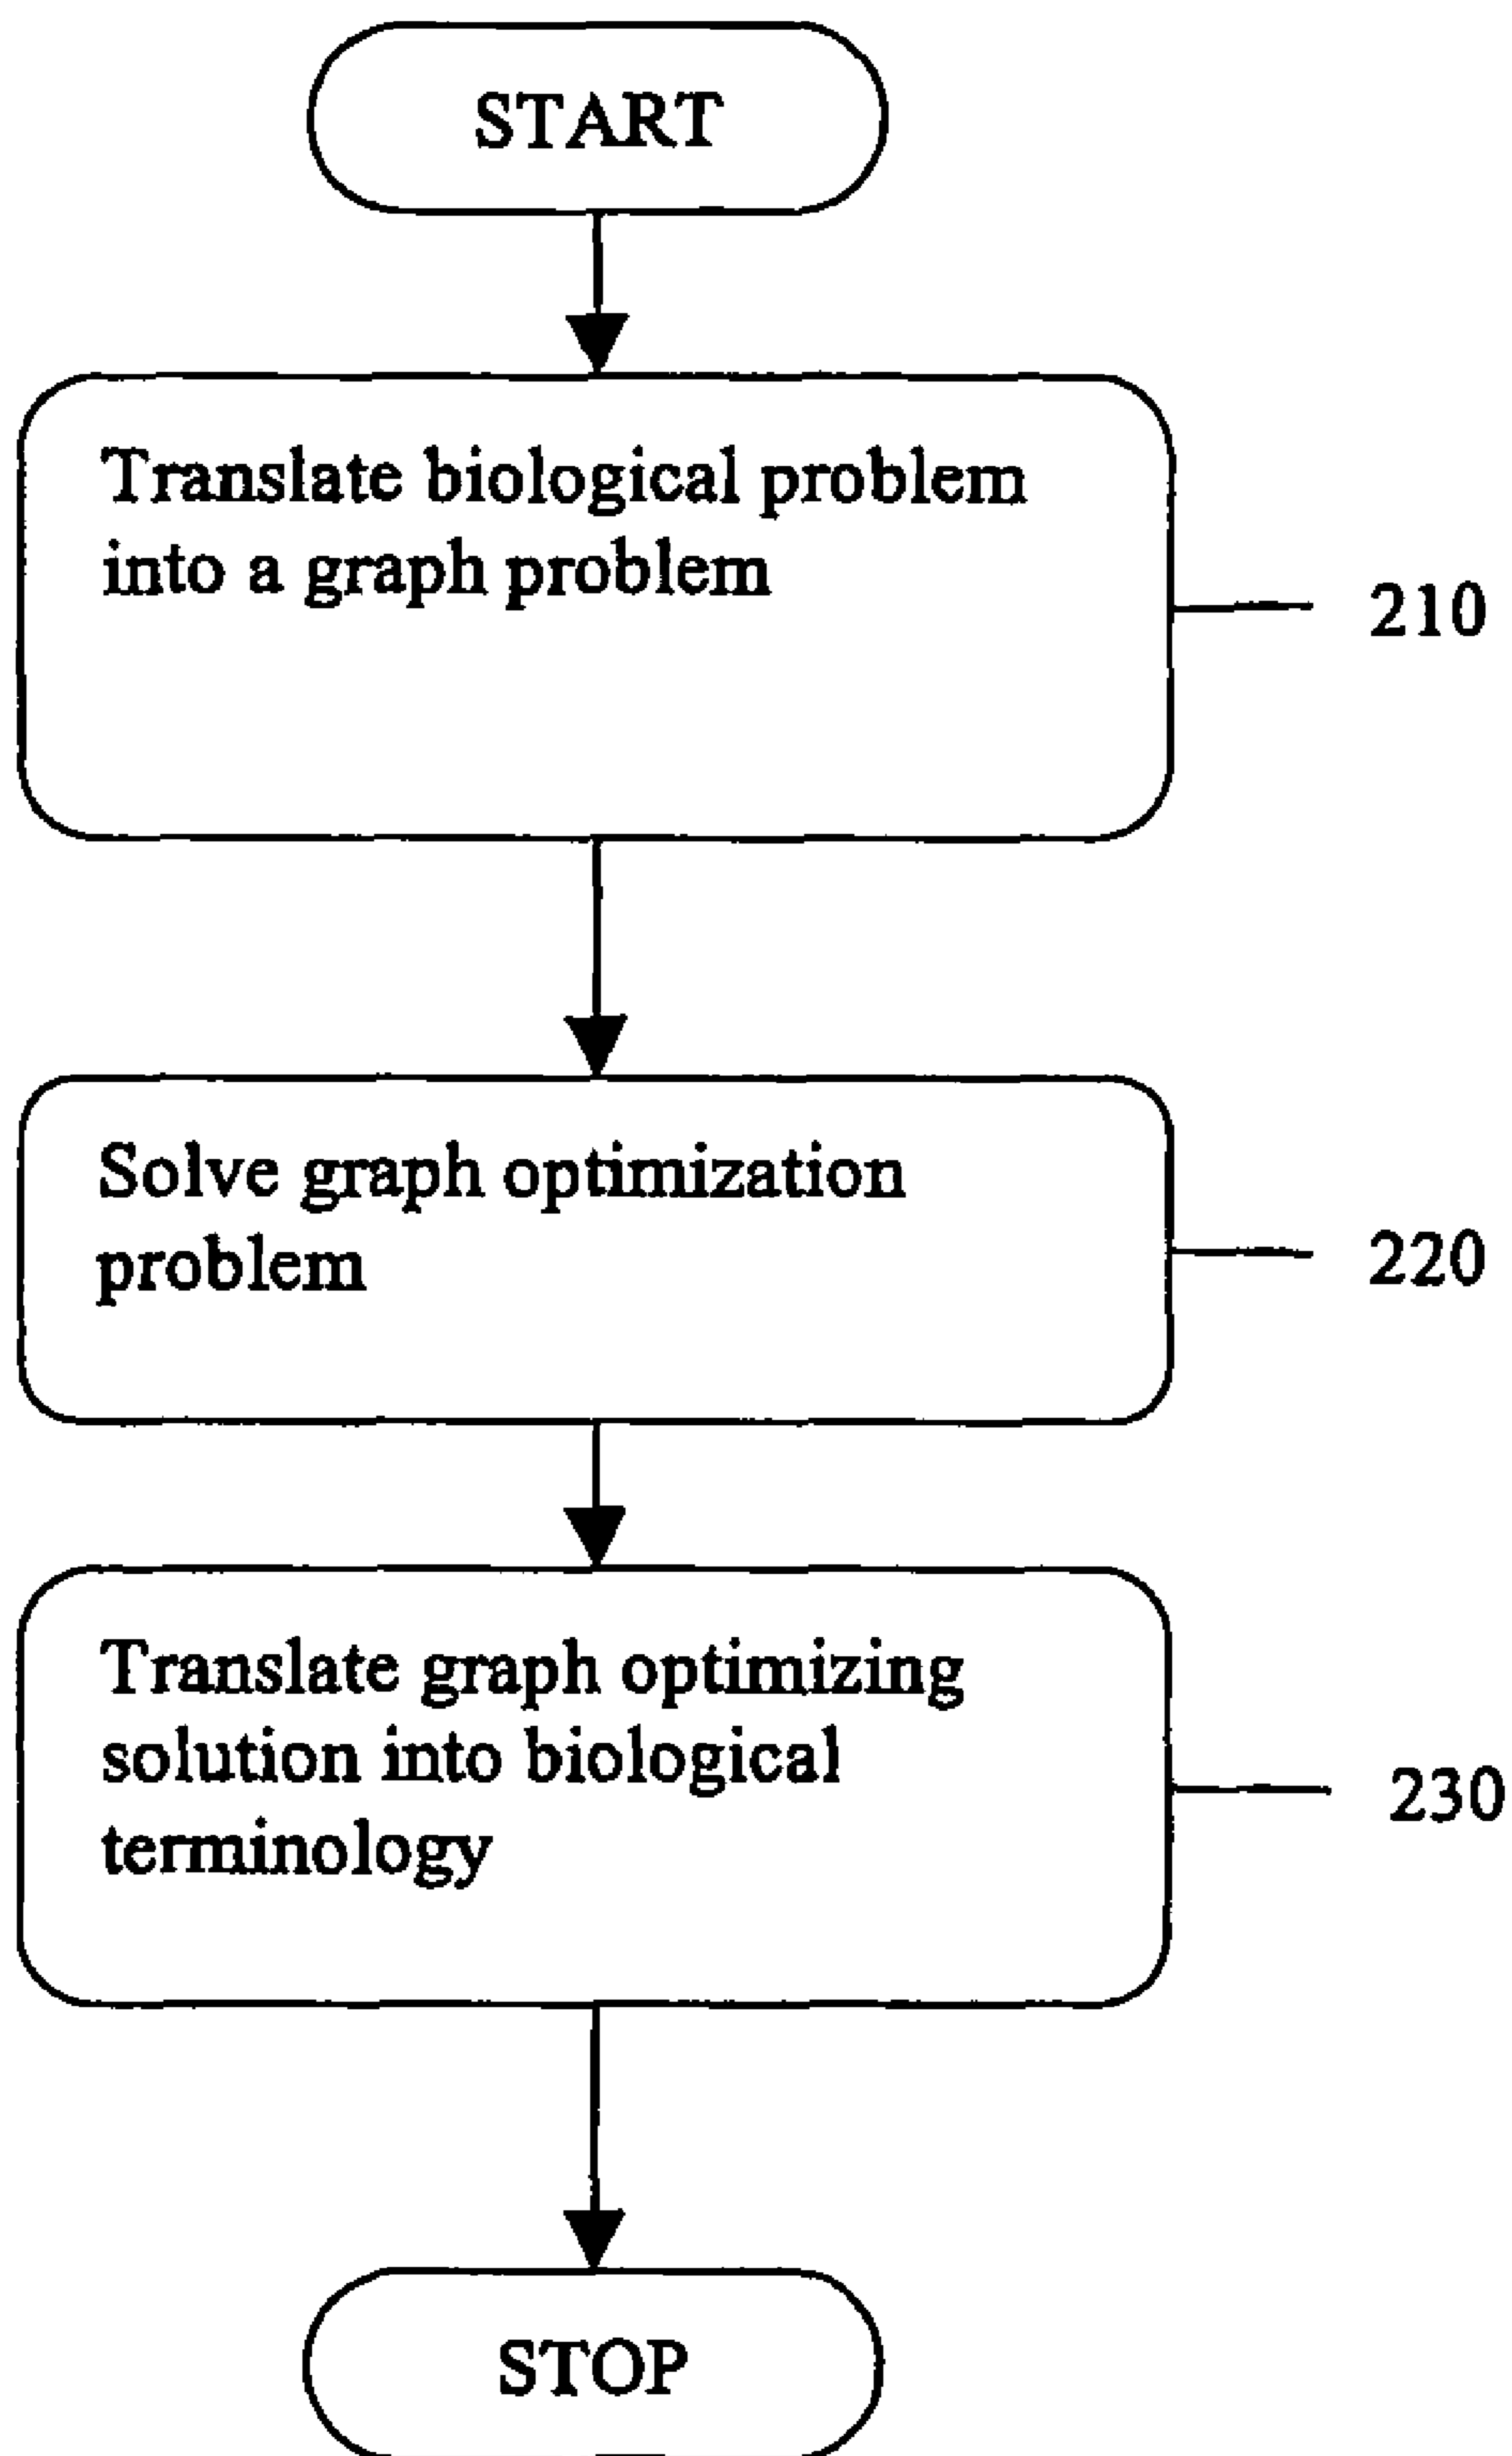 START
Translate biological problem
into a graph problem
210
Solve graph optimization
problem
220
Translate graph optimizing
solution into biological
terminology
230
STOP